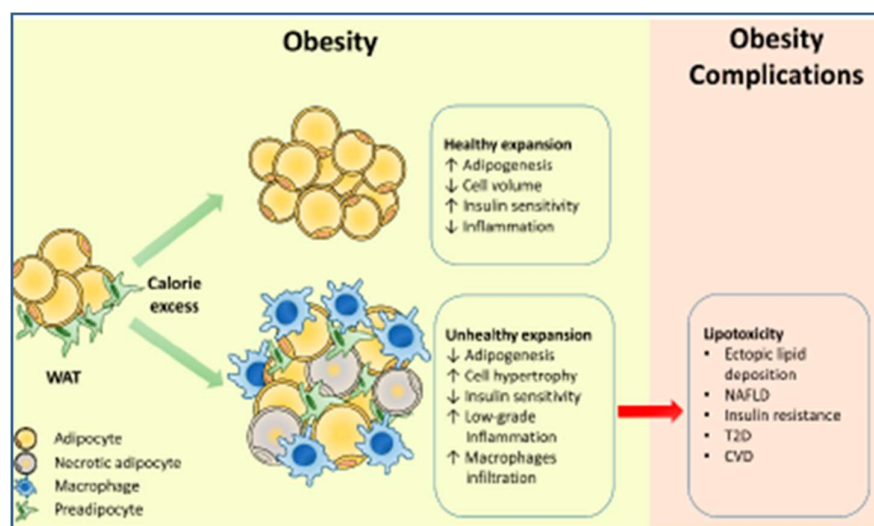 Obesity
Obesity
Complications
Healthy expansion
↑ Adipogenesis
↓ Cell volume
↑ Insulin sensitivity
↓ Inflammation
Calorie
excess
WAT
Unhealthy expansion
↓ Adipogenesis
↑ Cell hypertrophy
↓ Insulin sensitivity
↑ Low-grade
Inflammation
↑ Macrophages
infiltration
Lipotoxicity
• Ectopic lipid
deposition
• NAFLD
• Insulin resistance
• T2D
• CVD
Adipocyte
Necrotic adipocyte
Macrophage
Preadipocyte